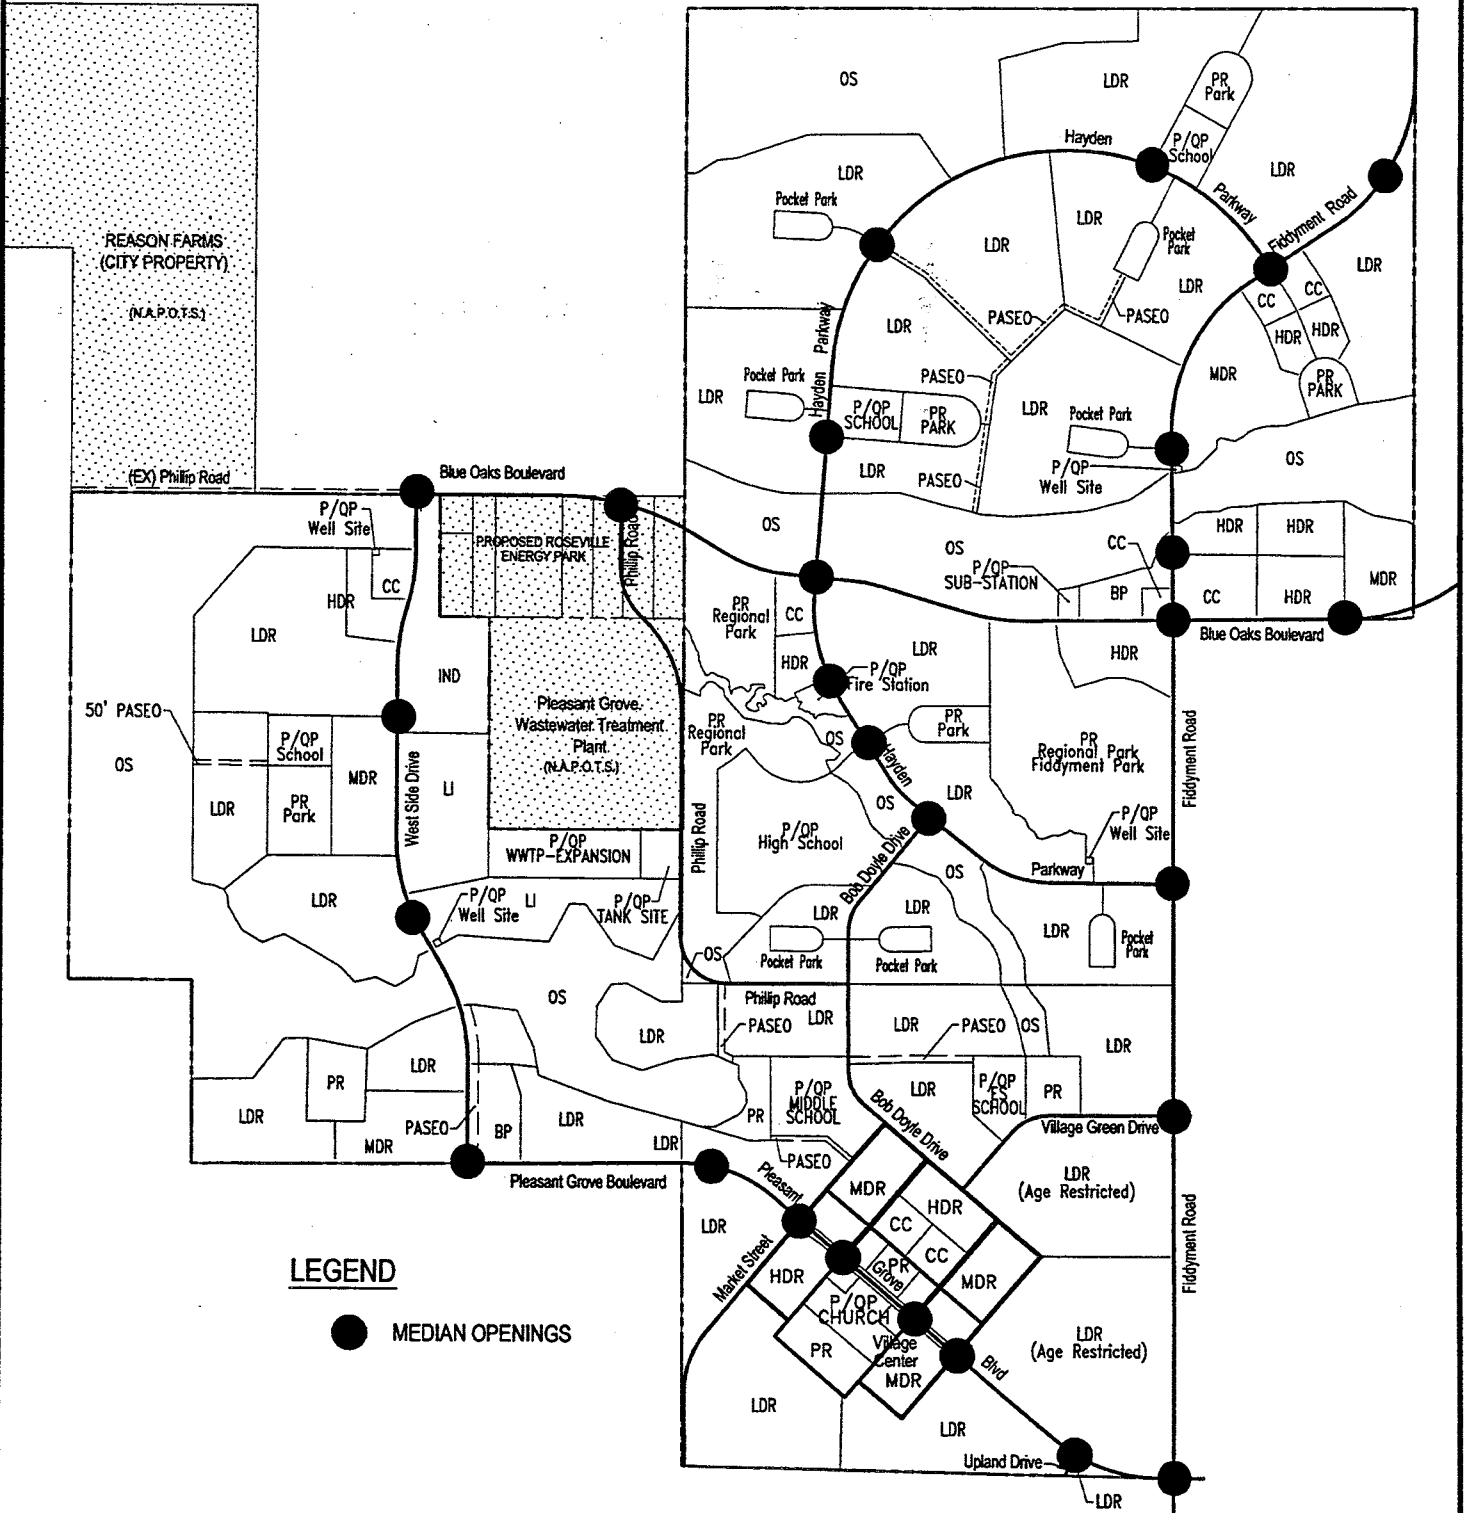 OS
LDR
PR
Park
P/QP
School
Hayden
LDR
LDR
Pocket Park
Parkway
Fiddyment Road
LDR
Pocket
Park
LDR
LDR
LDR
REASON FARMS
(CITY PROPERTY)
(N.A.P.O.T.S.)
CC
CC
HDR
HDR
PASEO
PASEO
LDR
Hayden Parkway
PASEO
MDR
PR
PARK
Pocket Park
LDR
P/QP
SCHOOL
PR
PARK
LDR
Pocket Park
LDR
PASEO
P/QP
Well Site
OS
(EX) Phillip Road
Blue Oaks Boulevard
P/QP
Well Site
PROPOSED ROSEVILLE
ENERGY PARK
Phillip Road
OS
OS
P/QP
SUB-STATION
CC
HDR
HDR
BP
CC
HDR
MDR
Blue Oaks Boulevard
CC
HDR
LDR
IND
PR
Regional
Park
CC
HDR
LDR
P/QP
Fire Station
HDR
50' PASEO
OS
P/QP
School
LDR
PR
Park
MDR
West Side Drive
LI
Pleasant Grove
Wastewater Treatment
Plant
(N.A.P.O.T.S.)
PR
Regional
Park
OS
PR
Park
PR
Regional Park
Fiddyment Park
Fiddyment Road
Hayden
LDR
OS
P/QP
High School
P/QP
Well Site
P/QP
WWTP-EXPANSION
Phillip Road
Bob Doyle Drive
OS
Parkway
LDR
P/QP
Well Site
LI
P/QP
TANK SITE
LDR
LDR
LDR
Pocket Park
Pocket Park
Pocket
Park
OS
OS
Phillip Road
LDR
PASEO
LDR
LDR
PASEO
OS
LDR
LDR
PR
LDR
MDR
PASEO
BP
LDR
LDR
PR
P/QP
MIDDLE
SCHOOL
LDR
P/QP
ES
SCHOOL
PR
Bob Doyle Drive
Village Green Drive
PASEO
Pleasant Grove Boulevard
Pleasant
MDR
HDR
LDR
(Age Restricted)
Fiddyment Road
LDR
Market Street
CC
CC
HDR
PR
Grove
MDR
P/QP
CHURCH
Village
Center
PR
MDR
Blvd
LDR
(Age Restricted)
LEGEND
MEDIAN OPENINGS
LDR
LDR
Upland Drive
LDR